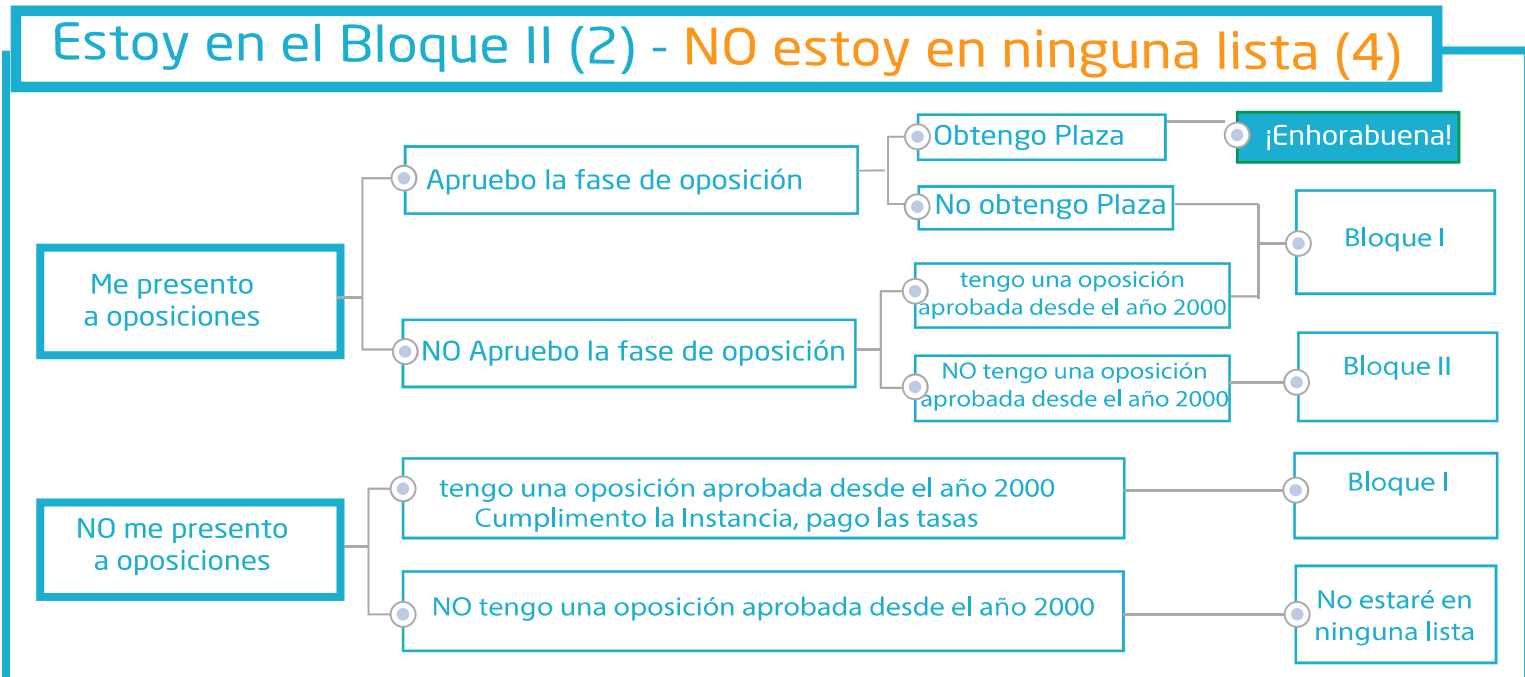 Estoy en el Bloque II (2) - NO estoy en ninguna lista (4)
Me presento
a oposiciones
Apruebo la fase de oposición
Obtengo Plaza
¡Enhorabuena!
No obtengo Plaza
Bloque I
NO Apruebo la fase de oposición
tengo una oposición
aprobada desde el año 2000
NO tengo una oposición
aprobada desde el año 2000
Bloque II
NO me presento
a oposiciones
tengo una oposición aprobada desde el año 2000
Cumplimento la Instancia, pago las tasas
Bloque I
NO tengo una oposición aprobada desde el año 2000
No estaré en
ninguna lista